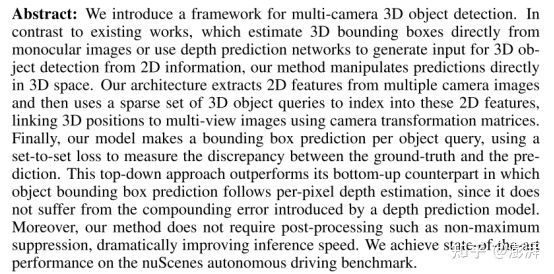 Abstract: We introduce a framework for multi-camera 3D object detection. In
contrast to existing works, which estimate 3D bounding boxes directly from
monocular images or use depth prediction networks to generate input for 3D ob-
ject detection from 2D information, our method manipulates predictions directly
in 3D space. Our architecture extracts 2D features from multiple camera images
and then uses a sparse set of 3D object queries to index into these 2D features,
linking 3D positions to multi-view images using camera transformation matrices.
Finally, our model makes a bounding box prediction per object query, using a
set-to-set loss to measure the discrepancy between the ground-truth and the pre-
diction. This top-down approach outperforms its bottom-up counterpart in which
object bounding box prediction follows per-pixel depth estimation, since it does
not suffer from the compounding error introduced by a depth prediction model.
Moreover, our method does not require post-processing such as non-maximum
suppression, dramatically improving inference speed. We achieve state-of-the-art
performance on the nuScenes autonomous driving benchmark.
知乎 @澎湃